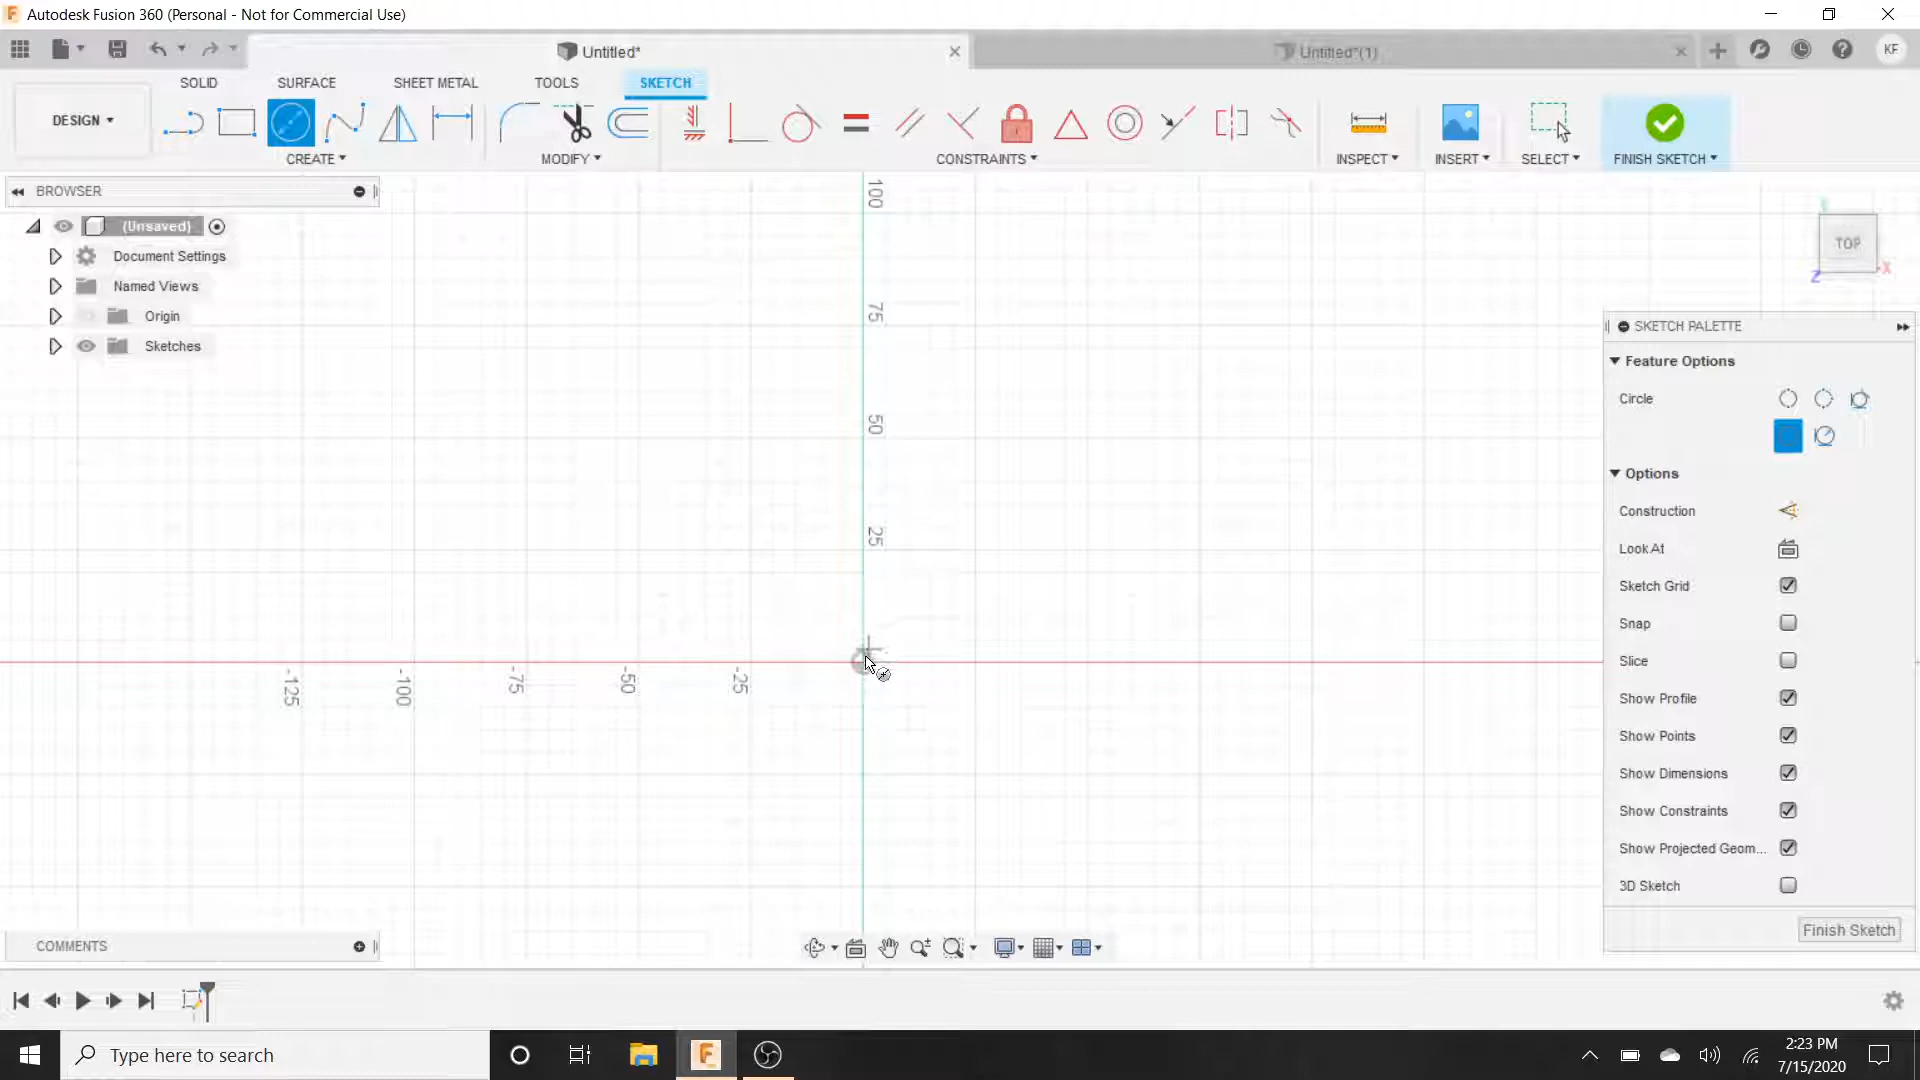 Autodesk Fusion 360 (Personal - Not for Commercial Use)
Untitled*
Untitled*(1)
KF
SOLID
SURFACE
SHEET METAL
TOOLS
SKETCH
DESIGN
CREATE
MODIFY
CONSTRAINTS
INSPECT
INSERT
SELECT
FINISH SKETCH
BROWSER
(Unsaved)
Document Settings
Named Views
Origin
Sketches
100
75
50
25
-125
-100
-75
-50
-25
TOP
Z
X
SKETCH PALETTE
Feature Options
Circle
Options
Construction
Look At
Sketch Grid
Snap
Slice
Show Profile
Show Points
Show Dimensions
Show Constraints
Show Projected Geom...
3D Sketch
Finish Sketch
COMMENTS
Type here to search
2:23 PM
7/15/2020